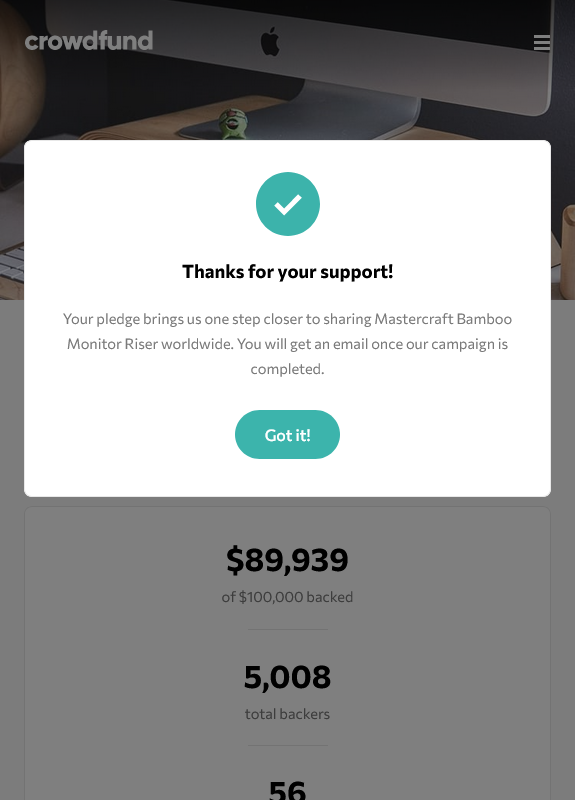 crowdfund
Thanks for your support!
Your pledge brings us one step closer to sharing Mastercraft Bamboo
Monitor Riser worldwide. You will get an email once our campaign is
completed.
Got it!
$89,939
of $100,000 backed
5,008
total backers
56